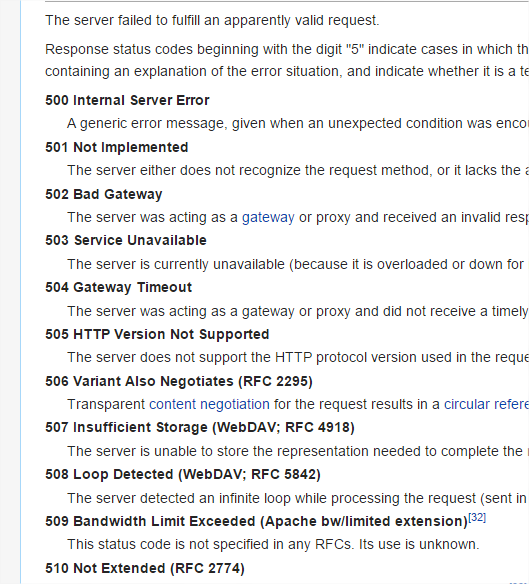 The server failed to fulfill an apparently valid request.
Response status codes beginning with the digit "5" indicate cases in which th
containing an explanation of the error situation, and indicate whether it is a te
500 Internal Server Error
A generic error message, given when an unexpected condition was enco
501 Not Implemented
The server either does not recognize the request method, or it lacks the a
502 Bad Gateway
The server was acting as a gateway or proxy and received an invalid resp
503 Service Unavailable
The server is currently unavailable (because it is overloaded or down for
504 Gateway Timeout
The server was acting as a gateway or proxy and did not receive a timely
505 HTTP Version Not Supported
The server does not support the HTTP protocol version used in the reque
506 Variant Also Negotiates (RFC 2295)
Transparent content negotiation for the request results in a circular refere
507 Insufficient Storage (WebDAV; RFC 4918)
The server is unable to store the representation needed to complete the
508 Loop Detected (WebDAV; RFC 5842)
The server detected an infinite loop while processing the request (sent in
509 Bandwidth Limit Exceeded (Apache bw/limited extension)[32]
This status code is not specified in any RFCs. Its use is unknown.
510 Not Extended (RFC 2774)